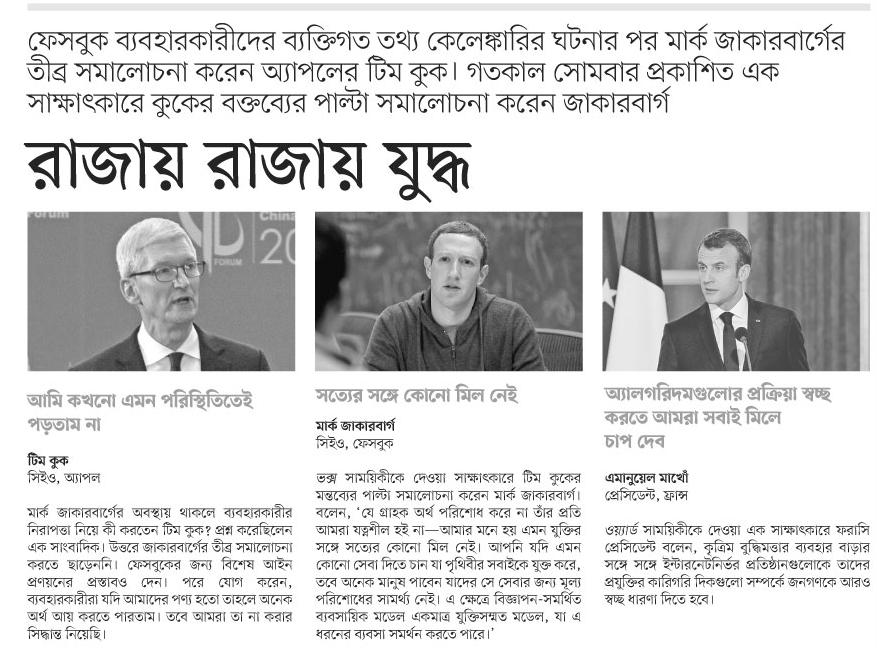 ফেসবুক ব্যবহারকারীদের ব্যক্তিগত তথ্য কেলেঙ্কারির ঘটনার পর মার্ক জাকারবার্গের
তীব্র সমালোচনা করেন অ্যাপলের টিম কুক। গতকাল সোমবার প্রকাশিত এক
সাক্ষাৎকারে কুকের বক্তব্যের পাল্টা সমালোচনা করেন জাকারবার্গ
রাজায় রাজায় যুদ্ধ
Forum
China
20
FORUM
আমি কখনো এমন পরিস্থিতিতেই
পড়তাম না
টিম কুক
সিইও, অ্যাপল
মার্ক জাকারবার্গের অবস্থায় থাকলে ব্যবহারকারীর
নিরাপত্তা নিয়ে কী করতেন টিম কুক? প্রশ্ন করেছিলেন
এক সাংবাদিক। উত্তরে জাকারবার্গের তীব্র সমালোচনা
করতে ছাড়েননি। ফেসবুকের জন্য বিশেষ আইন
প্রণয়নের প্রস্তাবও দেন। পরে যোগ করেন,
ব্যবহারকারীরা যদি আমাদের পণ্য হতো তাহলে অনেক
অর্থ আয় করতে পারতাম। তবে আমরা তা না করার
সিদ্ধান্ত নিয়েছি।
সত্যের সঙ্গে কোনো মিল নেই
মার্ক জাকারবার্গ
সিইও, ফেসবুক
ভক্স সাময়িকীকে দেওয়া সাক্ষাৎকারে টিম কুকের
মন্তব্যের পাল্টা সমালোচনা করেন মার্ক জাকারবার্গ।
বলেন, ‘যে গ্রাহক অর্থ পরিশোধ করে না তাঁর প্রতি
আমরা যত্নশীল হই না—আমার মনে হয় এমন যুক্তির
সঙ্গে সত্যের কোনো মিল নেই। আপনি যদি এমন
কোনো সেবা দিতে চান যা পৃথিবীর সবাইকে যুক্ত করে,
তবে অনেক মানুষ পাবেন যাদের সে সেবার জন্য মূল্য
পরিশোধের সামর্থ্য নেই। এ ক্ষেত্রে বিজ্ঞাপন-সমর্থিত
ব্যবসায়িক মডেল একমাত্র যুক্তিসম্মত মডেল, যা এ
ধরনের ব্যবসা সমর্থন করতে পারে।’
অ্যালগরিদমগুলোর প্রক্রিয়া স্বচ্ছ
করতে আমরা সবাই মিলে
চাপ দেব
এমানুয়েল মাখোঁ
প্রেসিডেন্ট, ফ্রান্স
ওয়্যার্ড সাময়িকীতে দেওয়া এক সাক্ষাৎকারে ফরাসি
প্রেসিডেন্ট বলেন, কৃত্রিম বুদ্ধিমত্তার ব্যবহার বাড়ার
সঙ্গে সঙ্গে ইন্টারনেটনির্ভর প্রতিষ্ঠানগুলোকে তাদের
প্রযুক্তির কারিগরি দিকগুলো সম্পর্কে জনগণকে আরও
স্বচ্ছ ধারণা দিতে হবে।